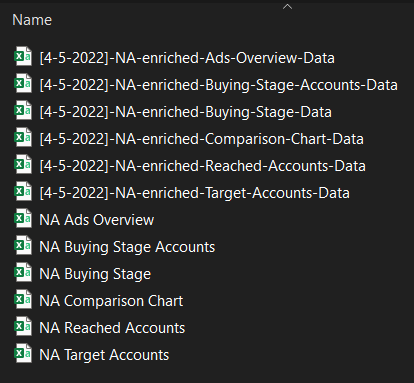 Name
[4-5-2022]-NA-enriched-Ads-Overview-Data
[4-5-2022]-NA-enriched-Buying-Stage-Accounts-Data
[4-5-2022]-NA-enriched-Buying-Stage-Data
[4-5-2022]-NA-enriched-Comparison-Chart-Data
[4-5-2022]-NA-enriched-Reached-Accounts-Data
[4-5-2022]-NA-enriched-Target-Accounts-Data
NA Ads Overview
NA Buying Stage Accounts
NA Buying Stage
NA Comparison Chart
NA Reached Accounts
NA Target Accounts